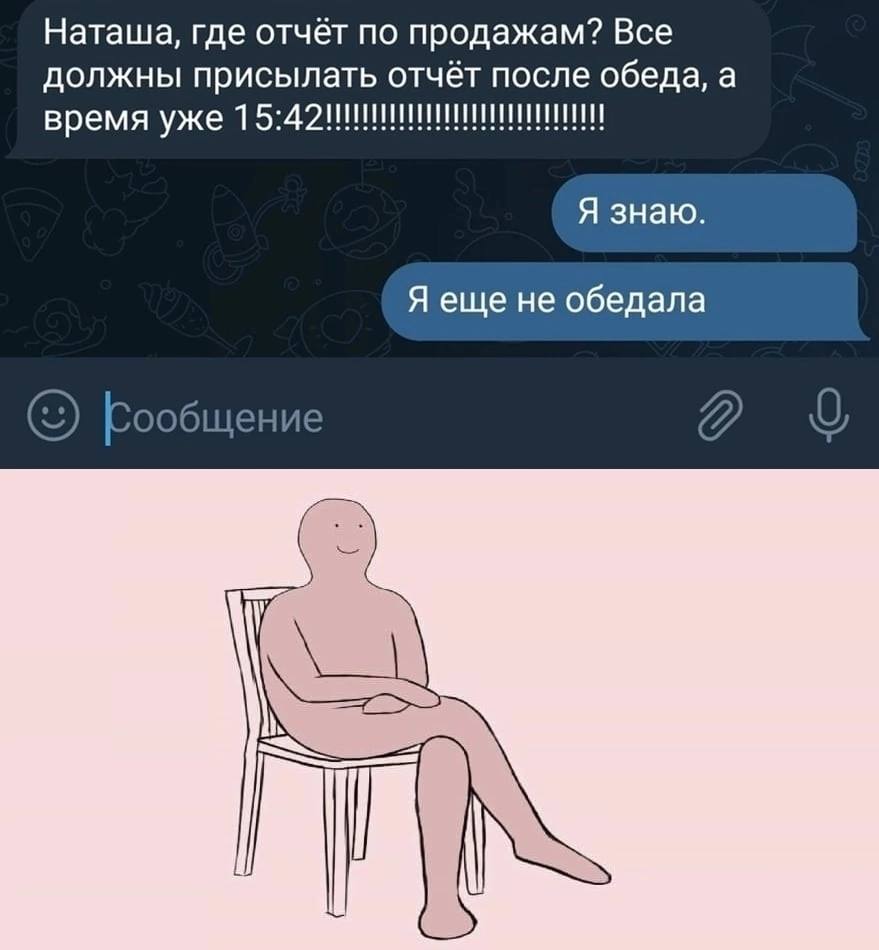 Наташа, где отчёт по продажам? Все
должны присылать отчёт после обеда, а
время уже 15:42!!!!!!!!!!!!!!!!!!!!!!!!!!!!!!!
Я знаю.
Я еще не обедала
Сообщение